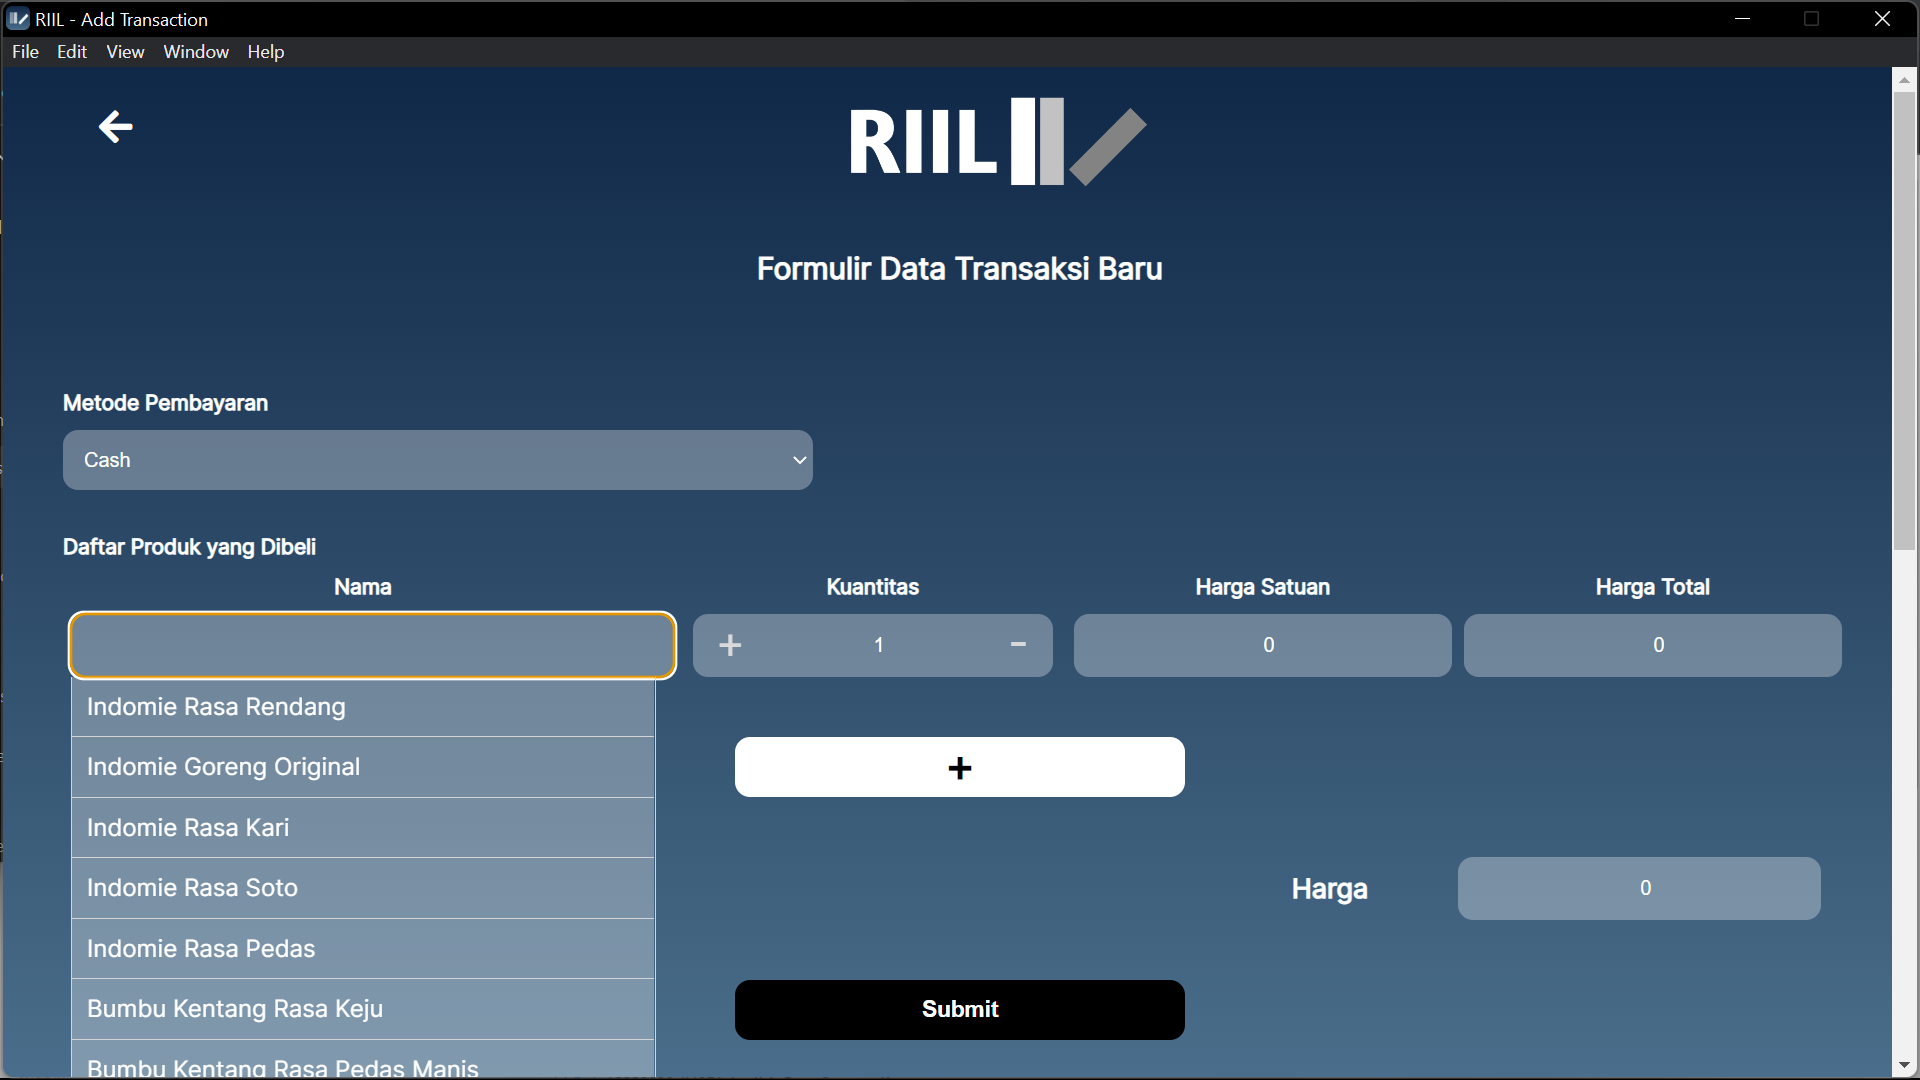 RIIL - Add Transaction
File Edit View Window Help
RIIL
Formulir Data Transaksi Baru
Metode Pembayaran
Cash
Daftar Produk yang Dibeli
Nama Kuantitas Harga Satuan Harga Total
+ 1 - 0 0
Indomie Rasa Rendang
Indomie Goreng Original
+
Indomie Rasa Kari
Indomie Rasa Soto
Harga 0
Indomie Rasa Pedas
Bumbu Kentang Rasa Keju
Submit
Bumbu Kentang Rasa Pedas Manis